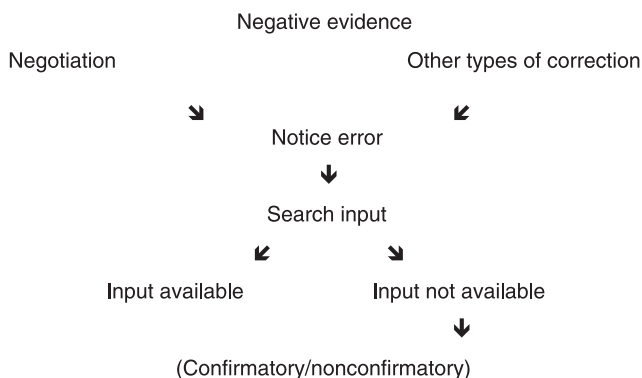 Negative evidence
Negotiation Other types of correction
Notice error
Search input
Input available Input not available
(Confirmatory/nonconfirmatory)